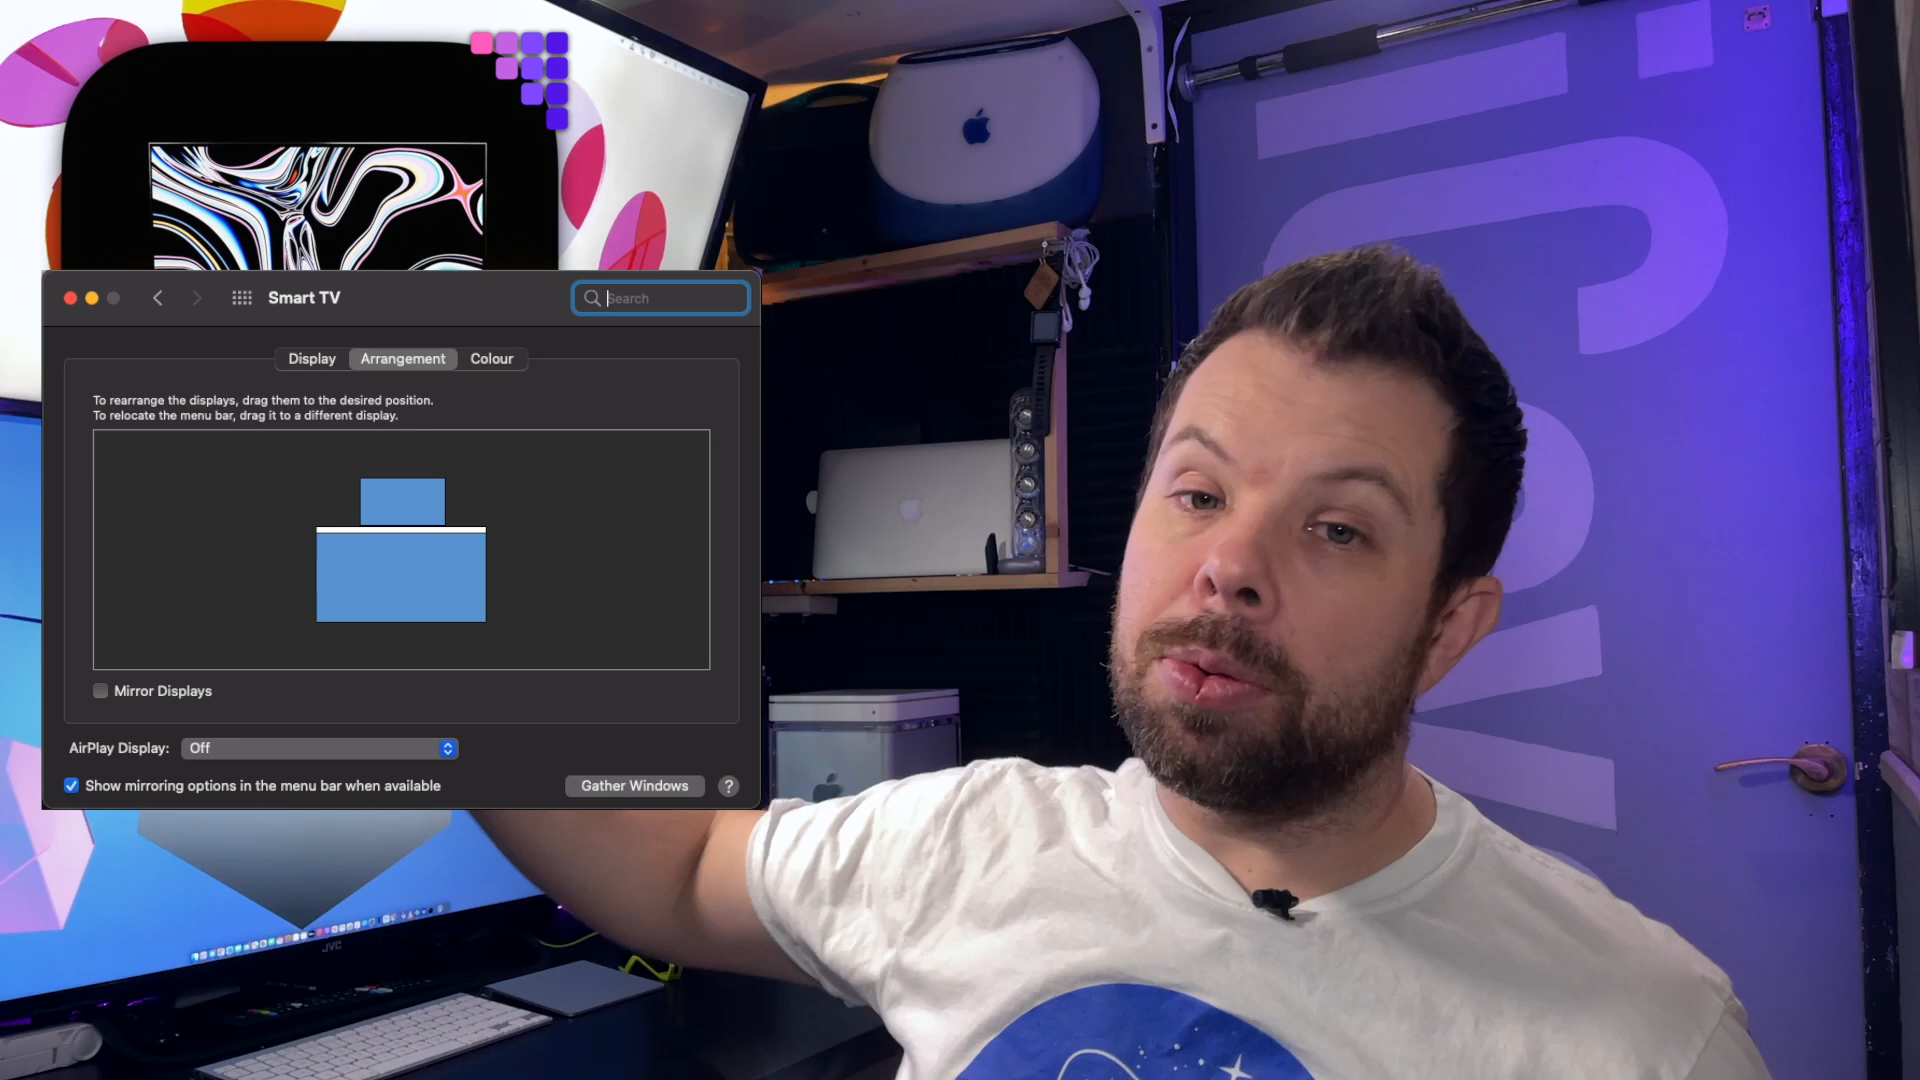 Smart TV
Search
Display
Arrangement
Colour
To rearrange the displays, drag them to the desired position.
To relocate the menu bar, drag it to a different display.
Mirror Displays
AirPlay Display:
Off
Show mirroring options in the menu bar when available
Gather Windows
?
JVC